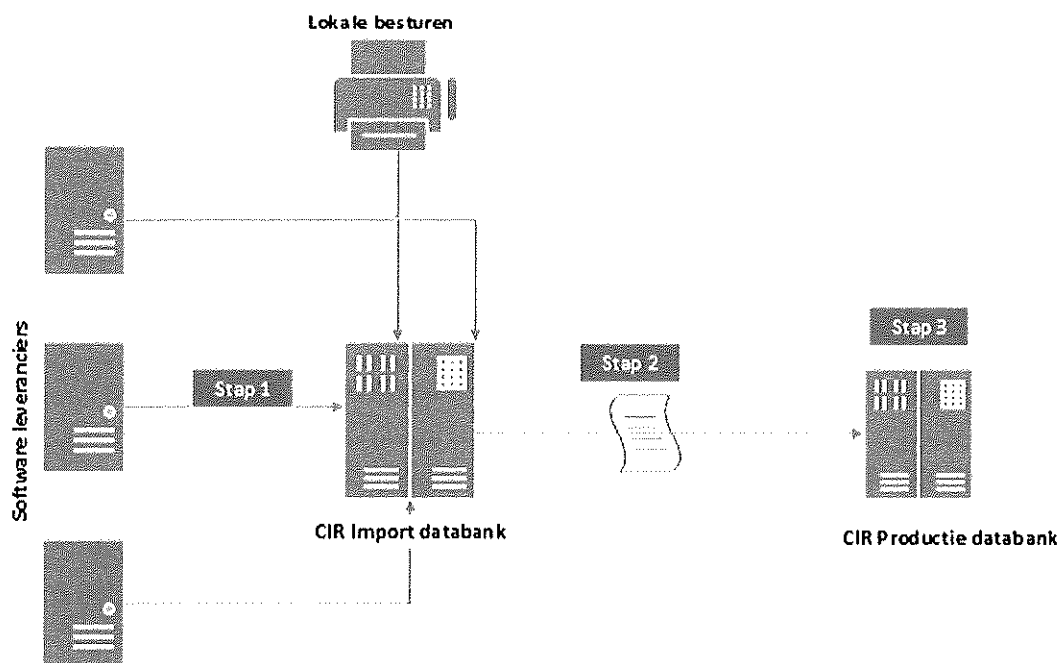 Lokale besturen
Software leveranciers
Stap 1
Stap 2
Stap 3
CIR Import databank
CIR Productie databank